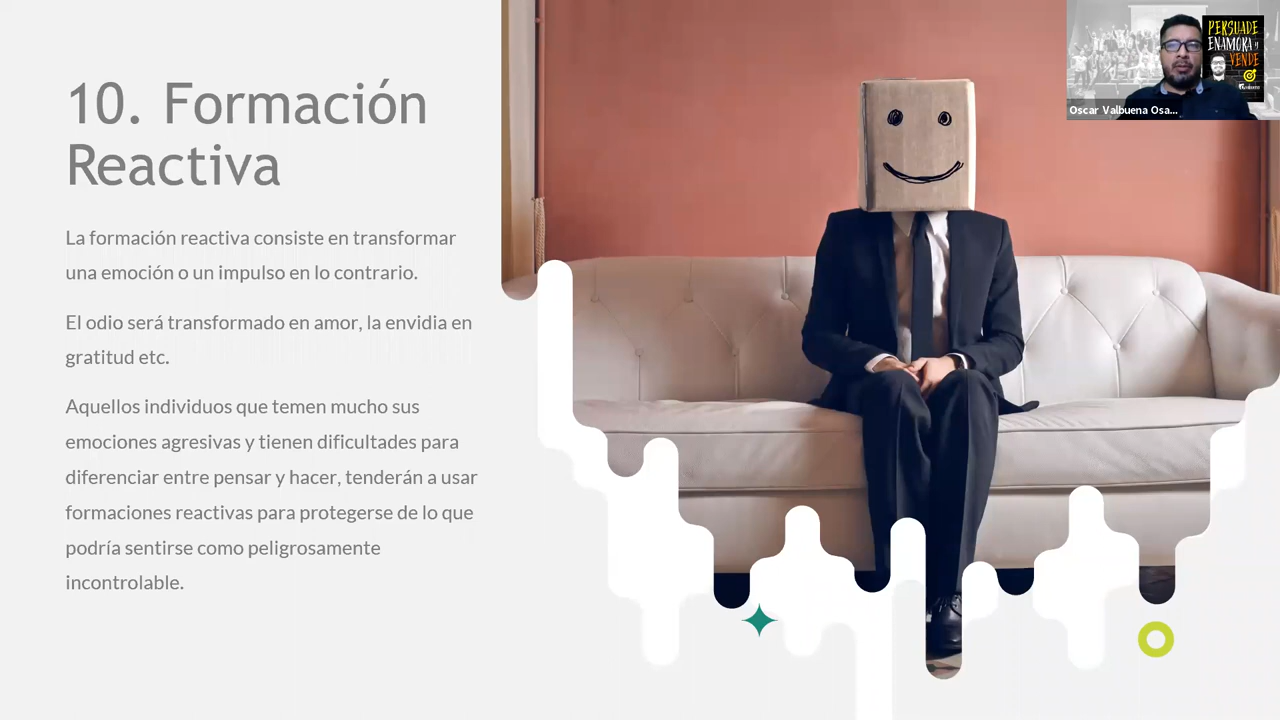 10. Formación
Reactiva
La formación reactiva consiste en transformar
una emoción o un impulso en lo contrario.
El odio será transformado en amor, la envidia en
gratitud etc.
Aquellos individuos que temen mucho sus
emociones agresivas y tienen dificultades para
diferenciar entre pensar y hacer, tenderán a usar
formaciones reactivas para protegerse de lo que
podría sentirse como peligrosamente
incontrolable.
PERSUADE
ENAMORA y
VENDE
Oscar Valbuena Osa...